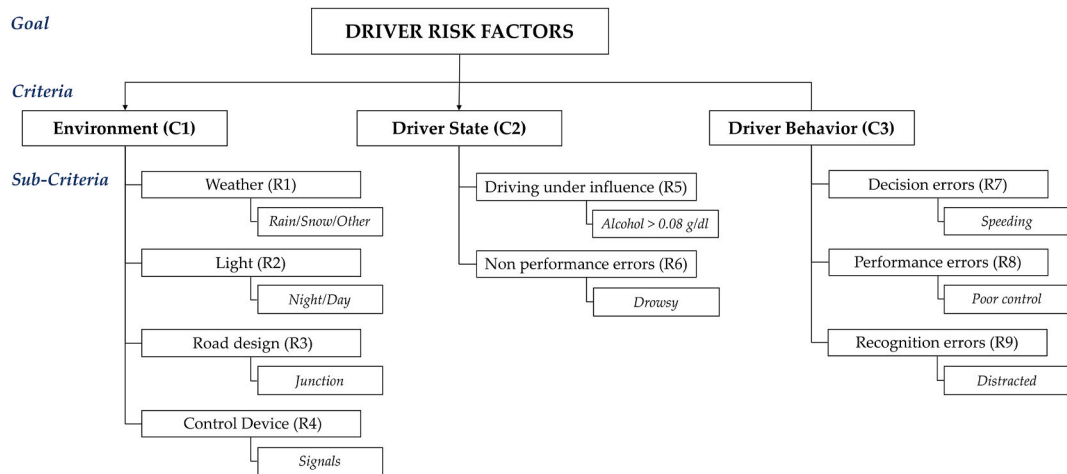 Goal
DRIVER RISK FACTORS
Criteria
Environment (C1)
Driver State (C2)
Driver Behavior (C3)
Sub-Criteria
Weather (R1)
Rain/Snow/Other
Light (R2)
Night/Day
Road design (R3)
Junction
Control Device (R4)
Signals
Driving under influence (R5)
Alcohol > 0.08 g/dl
Non performance errors (R6)
Drowsy
Decision errors (R7)
Speeding
Performance errors (R8)
Poor control
Recognition errors (R9)
Distracted